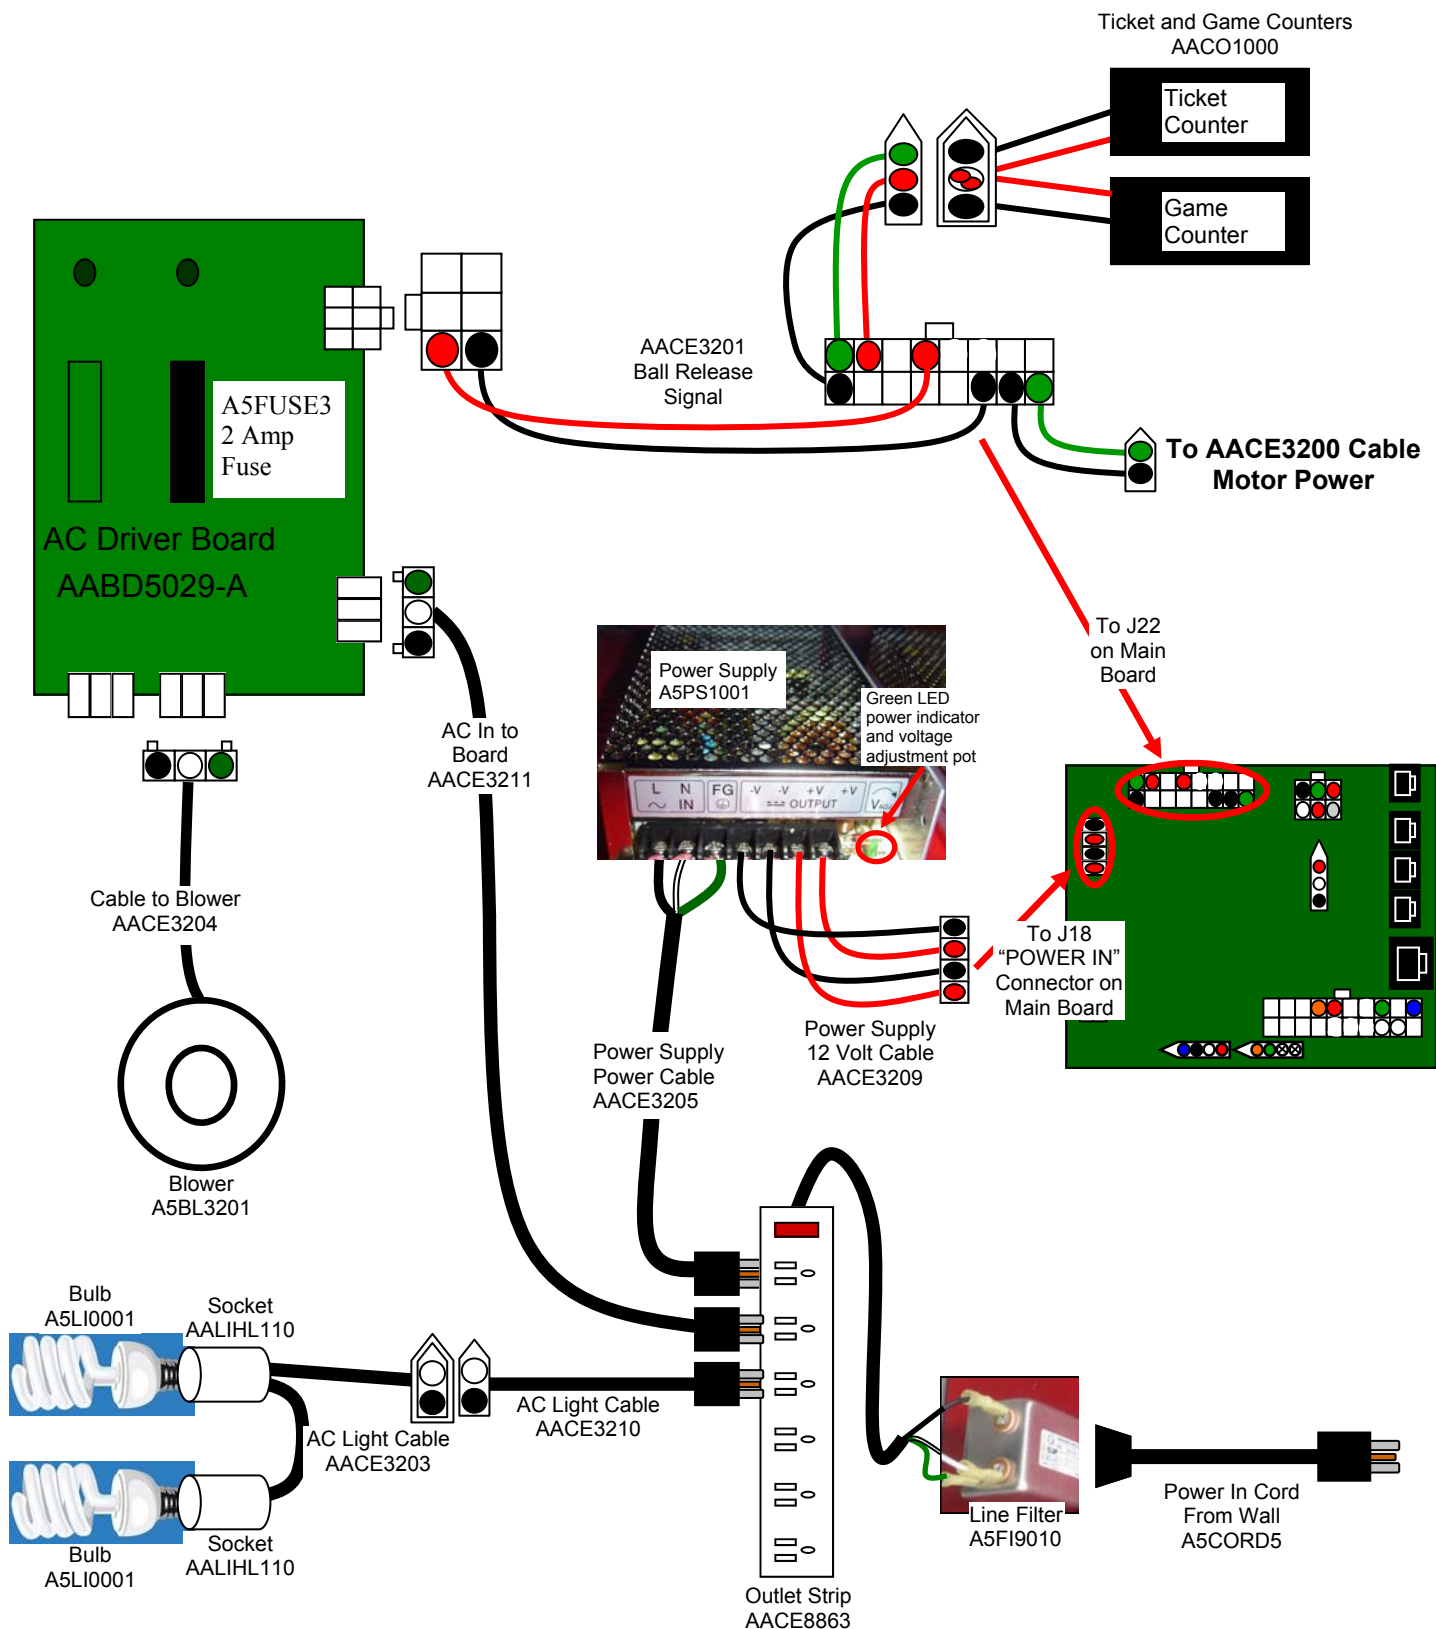 Ticket and Game Counters
AACO1000
Ticket
Counter
Game
Counter
AACE3201
Ball Release
Signal
A5FUSE3
2 Amp
Fuse
To AACE3200 Cable
Motor Power
AC Driver Board
AABD5029-A
To J22
on Main
Board
Power Supply
A5PS1001
Green LED
power indicator
and voltage
adjustment pot
L N FG -V -V +V +V
IN OUTPUT VADJ
AC In to
Board
AACE3211
Cable to Blower
AACE3204
To J18
“POWER IN”
Connector on
Main Board
Power Supply
12 Volt Cable
AACE3209
Power Supply
Power Cable
AACE3205
Blower
A5BL3201
Bulb
A5LI0001
Socket
AALIHL110
AC Light Cable
AACE3203
AC Light Cable
AACE3210
Bulb
A5LI0001
Socket
AALIHL110
Line Filter
A5FI9010
Power In Cord
From Wall
A5CORD5
Outlet Strip
AACE8863